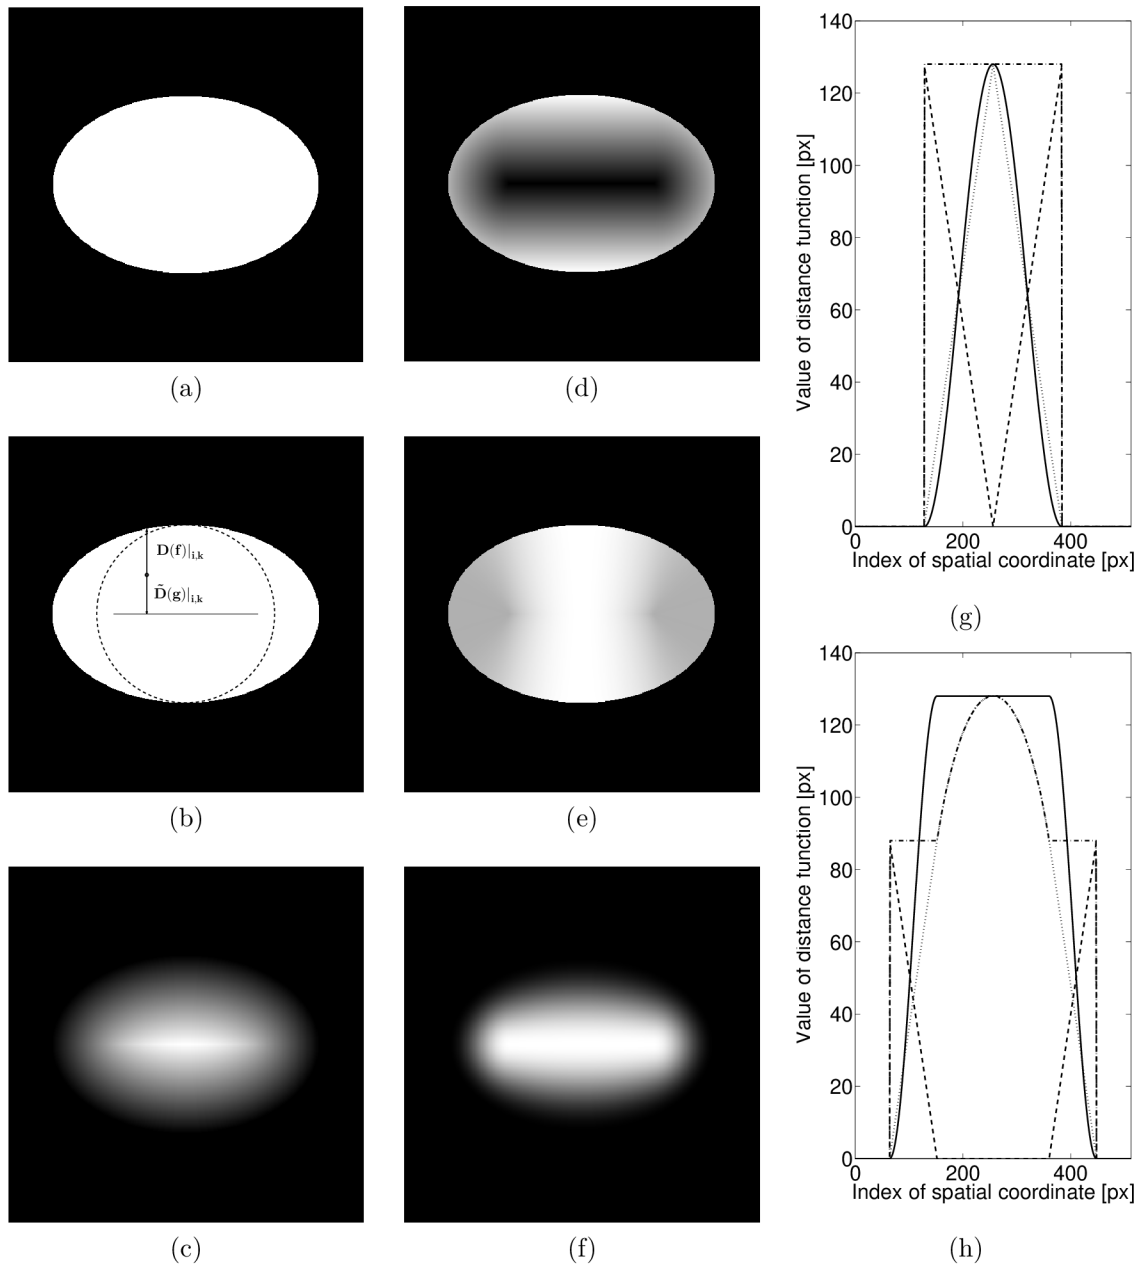 (a)
(d)
D(f)|i,k
D̃(g)|i,k
(b)
(e)
(c)
(f)
140
120
100
80
60
40
20
0
Value of distance function [px]
0 200 400
Index of spatial coordinate [px]
(g)
140
120
100
80
60
40
20
0
Value of distance function [px]
0 200 400
Index of spatial coordinate [px]
(h)